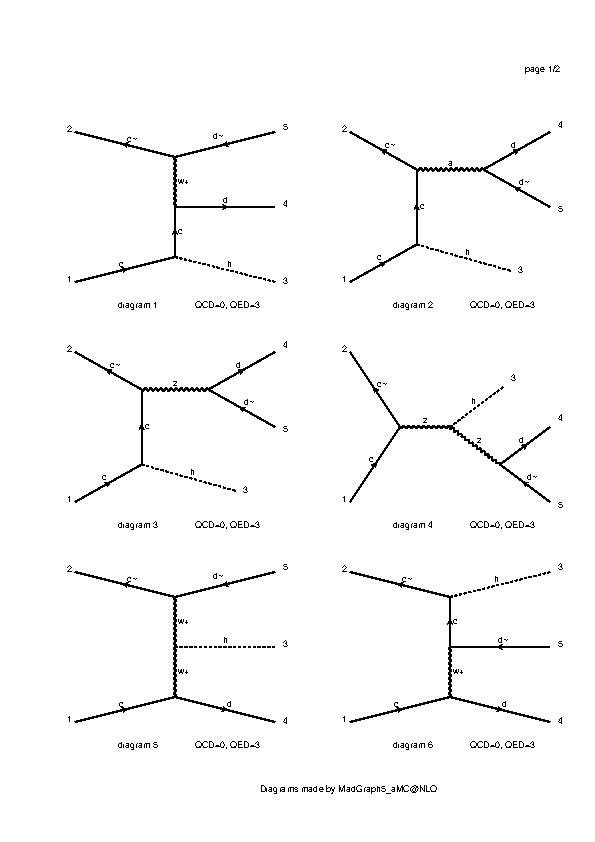 page 1/2
2 c~ d~ 5
w+
d 4
c
1 c h 3
diagram 1 QCD=0, QED=3
2 c~ a d 4
d~ 5
c
1 c h 3
diagram 2 QCD=0, QED=3
2 c~ z d 4
d~ 5
c
1 c h 3
diagram 3 QCD=0, QED=3
2 c~ h 3
z z d 4
1 c d~ 5
diagram 4 QCD=0, QED=3
2 c~ d~ 5
w+
h 3
w+
1 c d 4
diagram 5 QCD=0, QED=3
2 c~ h 3
c
d~ 5
w+
1 c d 4
diagram 6 QCD=0, QED=3
Diagrams made by MadGraph5_aMC@NLO